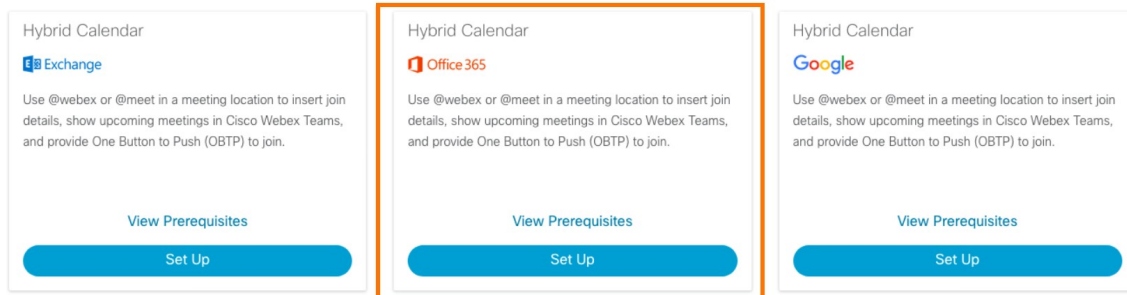 Hybrid Calendar
Exchange
Use @webex or @meet in a meeting location to insert join
details, show upcoming meetings in Cisco Webex Teams,
and provide One Button to Push (OBTP) to join.
View Prerequisites
Set Up
Hybrid Calendar
Office 365
Use @webex or @meet in a meeting location to insert join
details, show upcoming meetings in Cisco Webex Teams,
and provide One Button to Push (OBTP) to join.
View Prerequisites
Set Up
Hybrid Calendar
Google
Use @webex or @meet in a meeting location to insert join
details, show upcoming meetings in Cisco Webex Teams,
and provide One Button to Push (OBTP) to join.
View Prerequisites
Set Up